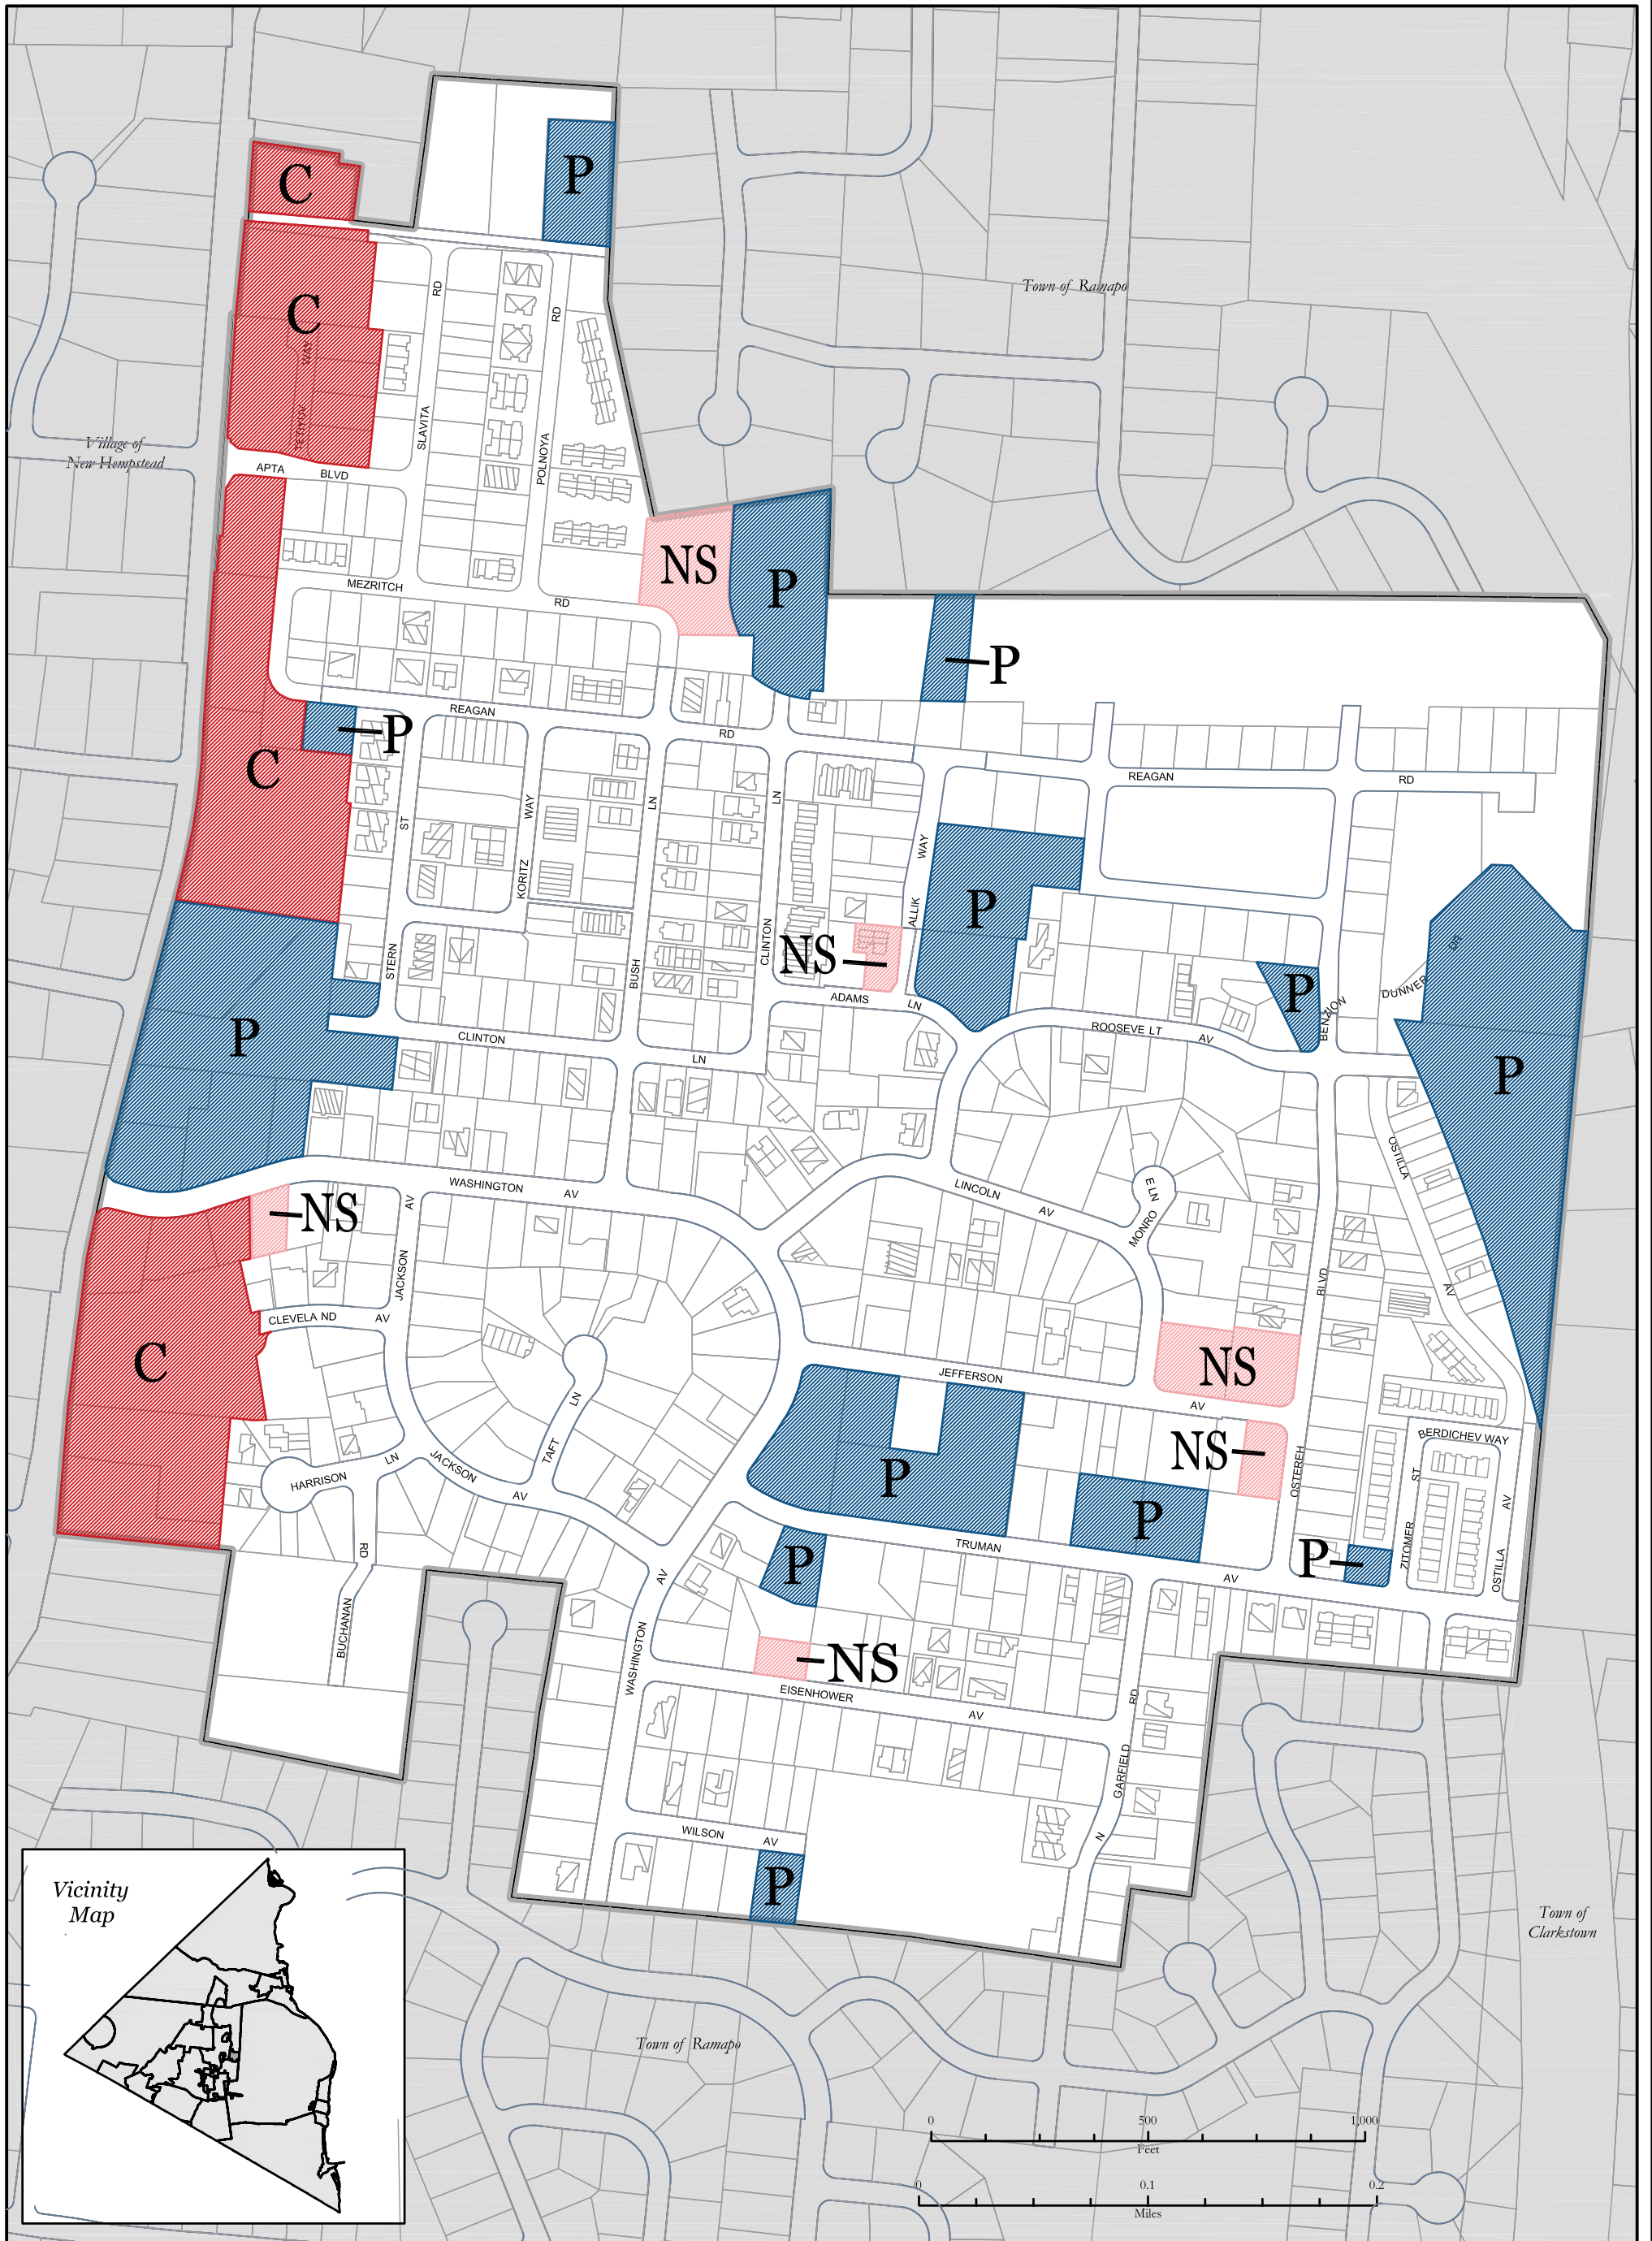 P
C
Town of Ramapo
RD
C
RD
TETIYOV WAY
SLAVITA
POLNOYA
Village of
New Hempstead
APTA BLVD
NS
P
MEZRITCH RD
P
REAGAN RD
P
C
REAGAN RD
LN
LN
WAY
ST
WAY
KORITZ
ALLIK
P
NS
CLINTON
STERN
BUSH
DUNNER
DR
P
BENZION
ADAMS LN
P
CLINTON LN
ROOSEVE LT AV
P
OSTILLA
WASHINGTON AV
AV
NS
LINCOLN AV
MONRO
E LN
JACKSON
BLVD
AV
CLEVELA ND AV
C
NS
JEFFERSON AV
LN
TAFT
NS
BERDICHEV WAY
ST
HARRISON LN
JACKSON AV
P
OSTEREH
P
AV
RD
TRUMAN AV
P
P
ZITOMER
OSTILLA
AV
BUCHANAN
WASHINGTON
NS
EISENHOWER AV
RD
GARFIELD
N
WILSON AV
P
Vicinity
Map
Town of
Clarkstown
Town of Ramapo
0 500 1,000
Feet
0 0.1 0.2
Miles